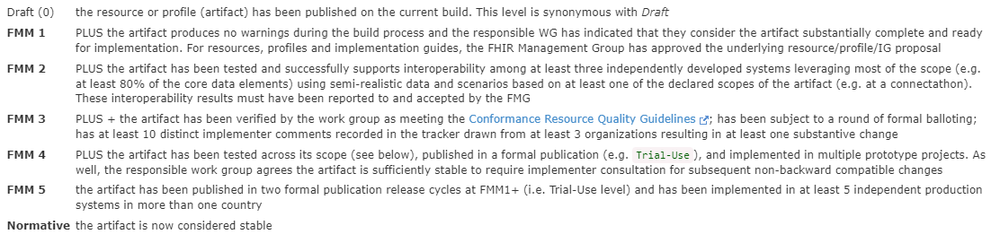 Draft (0) the resource or profile (artifact) has been published on the current build. This level is synonymous with Draft
FMM 1 PLUS the artifact produces no warnings during the build process and the responsible WG has indicated that they consider the artifact substantially complete and ready
for implementation. For resources, profiles and implementation guides, the FHIR Management Group has approved the underlying resource/profile/IG proposal
FMM 2 PLUS the artifact has been tested and successfully supports interoperability among at least three independently developed systems leveraging most of the scope (e.g.
at least 80% of the core data elements) using semi-realistic data and scenarios based on at least one of the declared scopes of the artifact (e.g. at a connectathon).
These interoperability results must have been reported to and accepted by the FMG
FMM 3 PLUS + the artifact has been verified by the work group as meeting the Conformance Resource Quality Guidelines; has been subject to a round of formal balloting;
has at least 10 distinct implementer comments recorded in the tracker drawn from at least 3 organizations resulting in at least one substantive change
FMM 4 PLUS the artifact has been tested across its scope (see below), published in a formal publication (e.g. Trial-Use), and implemented in multiple prototype projects. As
well, the responsible work group agrees the artifact is sufficiently stable to require implementer consultation for subsequent non-backward compatible changes
FMM 5 the artifact has been published in two formal publication release cycles at FMM1+ (i.e. Trial-Use level) and has been implemented in at least 5 independent production
systems in more than one country
Normative the artifact is now considered stable